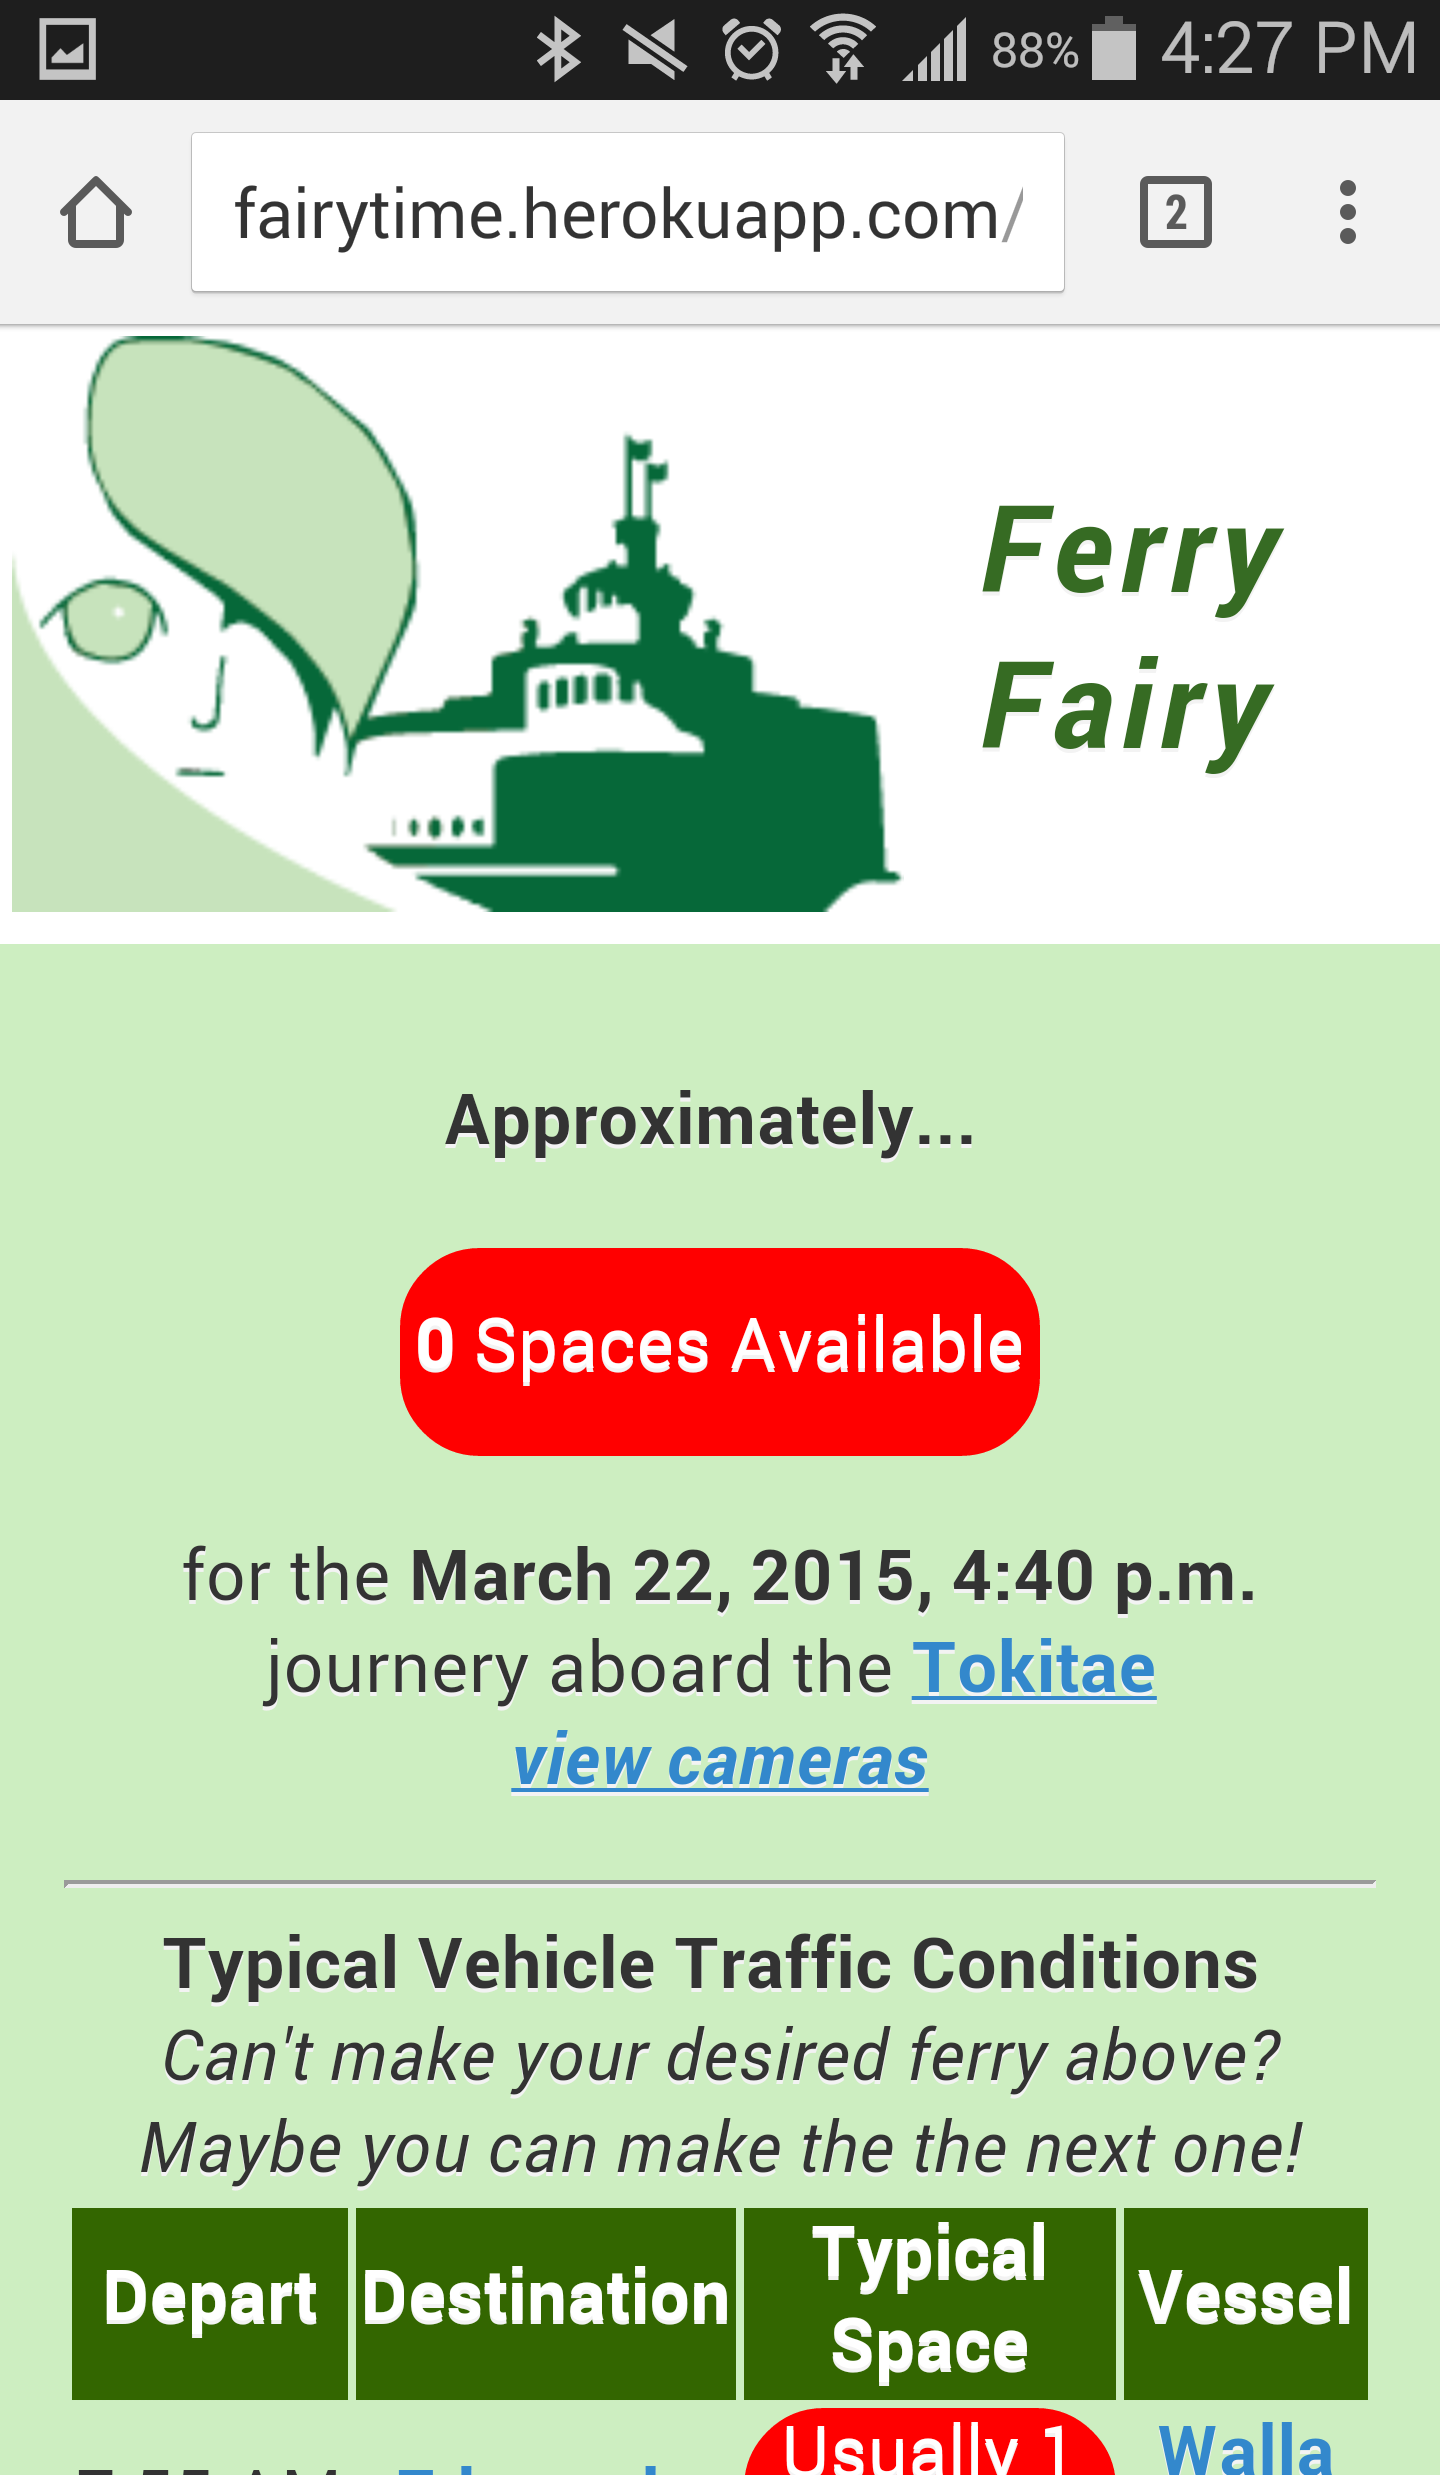 88% 4:27 PM
fairytime.herokuapp.com/
2
Ferry
Fairy
Approximately...
0 Spaces Available
for the March 22, 2015, 4:40 p.m.
journery aboard the Tokitae
view cameras
Typical Vehicle Traffic Conditions
Can't make your desired ferry above?
Maybe you can make the the next one!
Depart Destination Typical Space Vessel
Usually 1 Walla